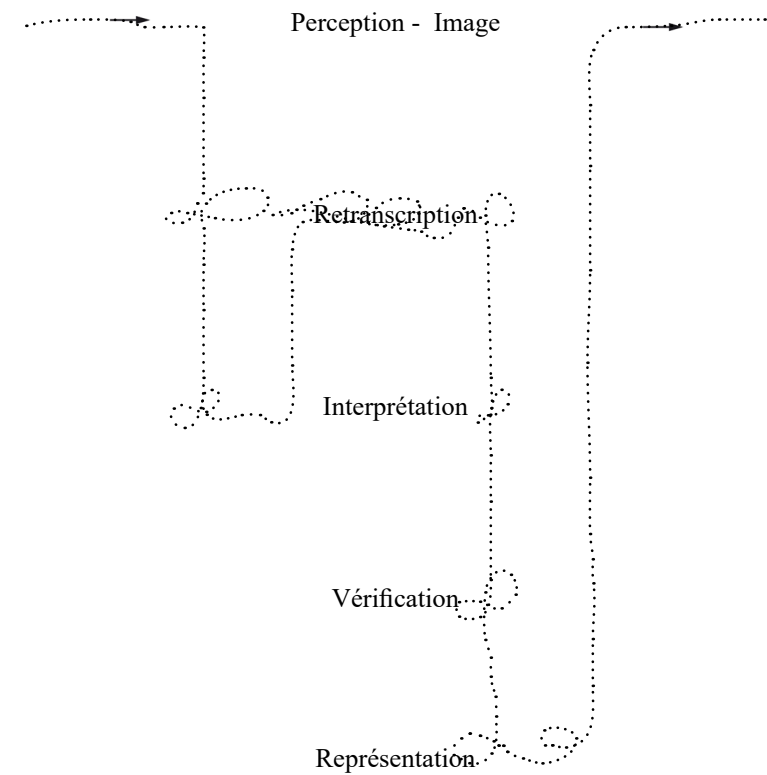 Perception - Image
Retranscription
Interprétation
Vérification
Représentation